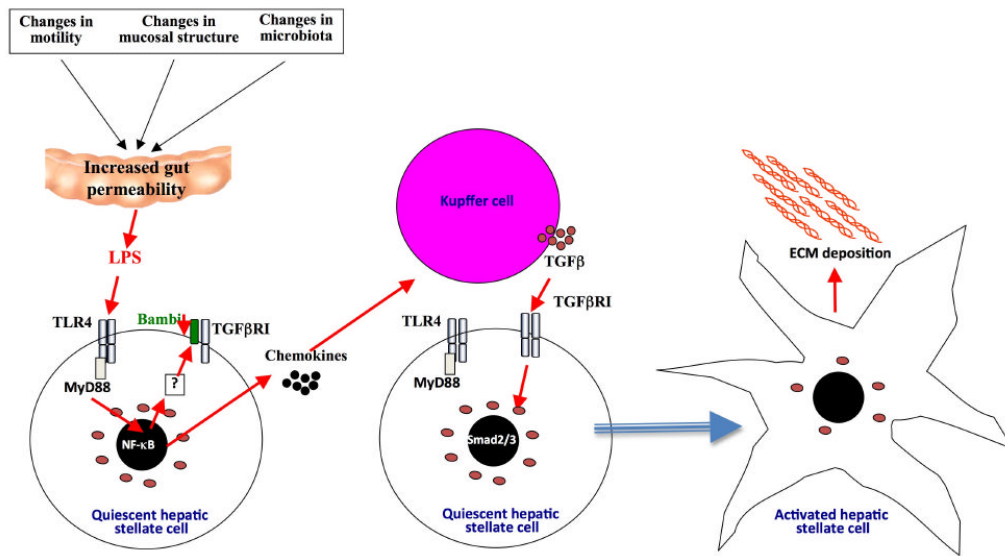 Changes in
motility
Changes in
mucosal structure
Changes in
microbiota
Increased gut
permeability
LPS
TLR4
Bambi
TGFβRI
MyD88
?
NF-κB
Chemokines
Quiescent hepatic
stellate cell
Kupffer cell
TGFβ
TGFβRI
TLR4
MyD88
Smad2/3
Quiescent hepatic
stellate cell
ECM deposition
Activated hepatic
stellate cell